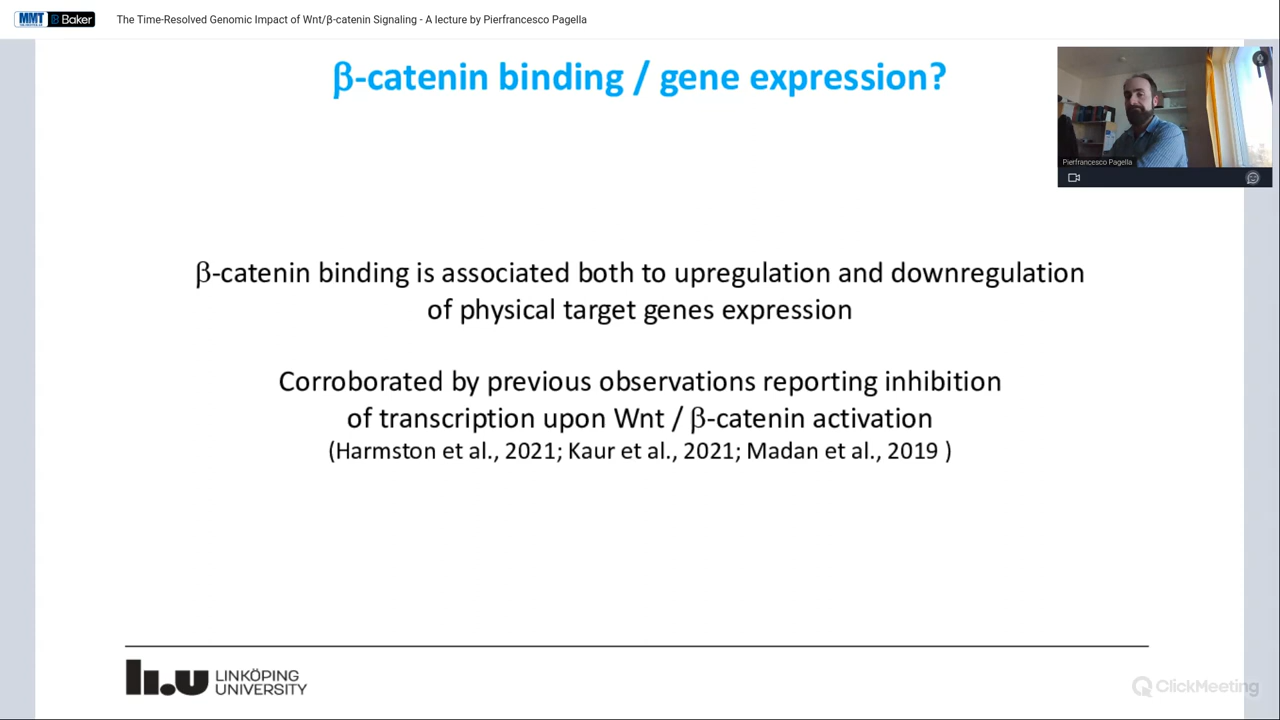 MMT
B Baker
The Time-Resolved Genomic Impact of Wnt/β-catenin Signaling - A lecture by Pierfrancesco Pagella
β-catenin binding / gene expression?
Pierfrancesco Pagella
β-catenin binding is associated both to upregulation and downregulation
of physical target genes expression
Corroborated by previous observations reporting inhibition
of transcription upon Wnt / β-catenin activation
(Harmston et al., 2021; Kaur et al., 2021; Madan et al., 2019 )
li.u LINKÖPING
UNIVERSITY
ClickMeeting